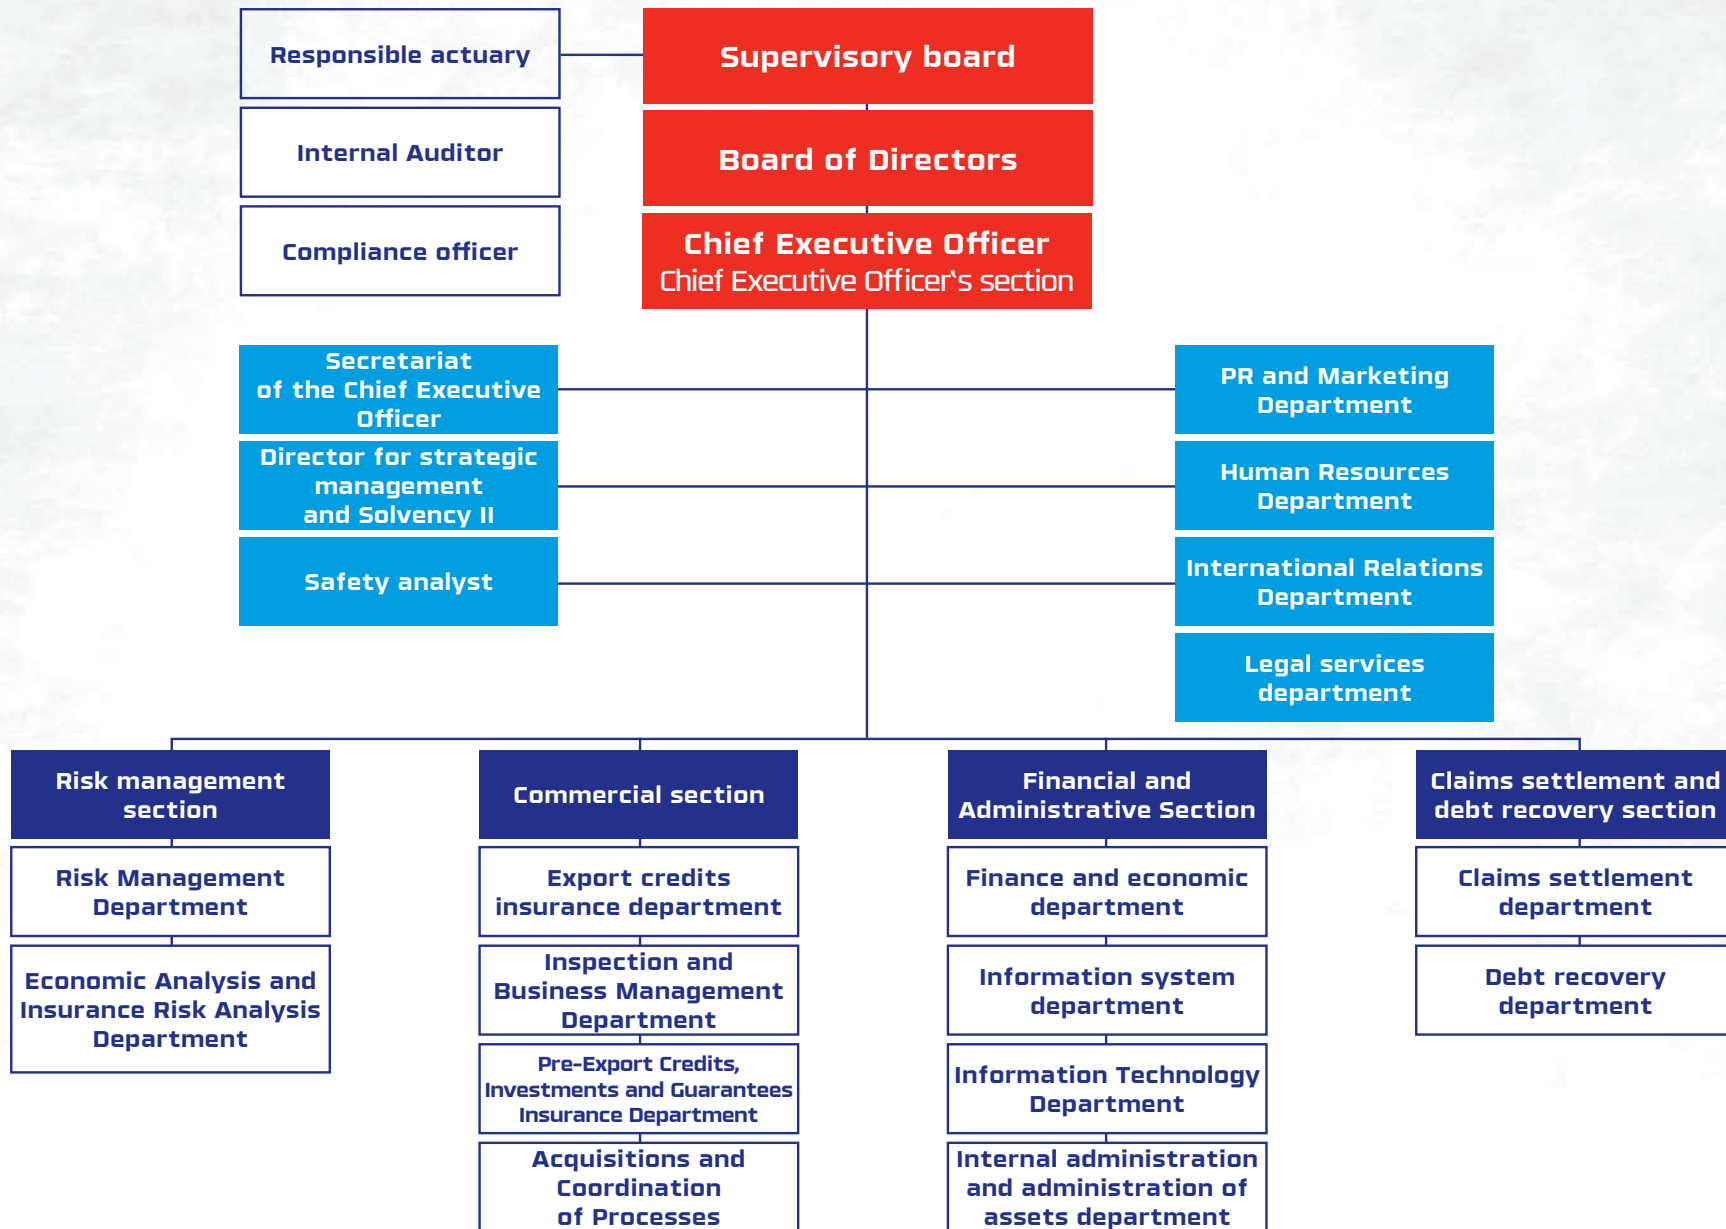 Responsible actuary
Supervisory board
Internal Auditor
Board of Directors
Compliance officer
Chief Executive Officer
Chief Executive Officer‘s section
Secretariat
of the Chief Executive
Officer
PR and Marketing
Department
Director for strategic
management
and Solvency II
Human Resources
Department
Safety analyst
International Relations
Department
Legal services
department
Risk management
section
Risk Management
Department
Economic Analysis and
Insurance Risk Analysis
Department
Commercial section
Export credits
insurance department
Inspection and
Business Management
Department
Pre-Export Credits,
Investments and Guarantees
Insurance Department
Acquisitions and
Coordination
of Processes
Financial and
Administrative Section
Finance and economic
department
Information system
department
Information Technology
Department
Internal administration
and administration of
assets department
Claims settlement and
debt recovery section
Claims settlement
department
Debt recovery
department